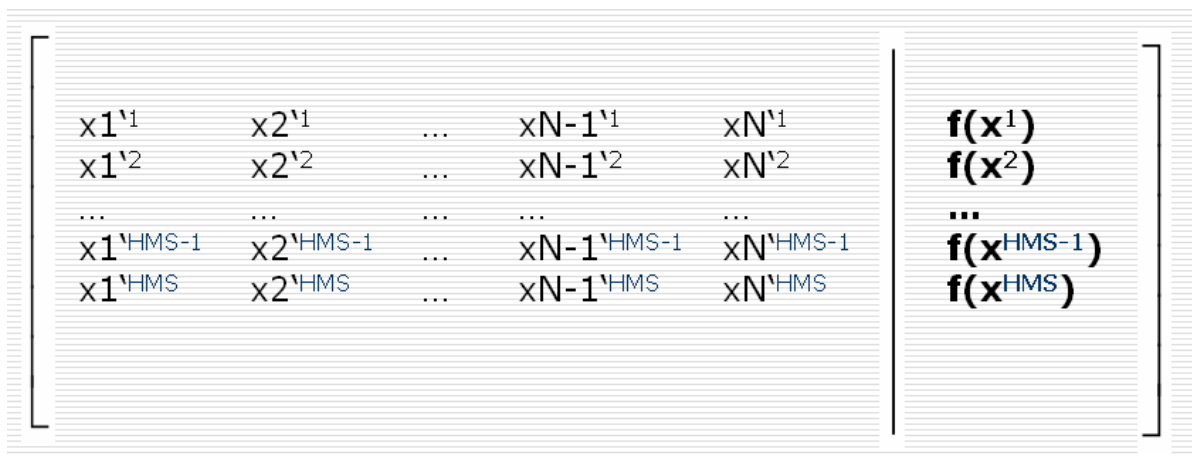 x1‵¹ x2‵¹ ... xN-1‵¹ xN‵¹ f(x¹)
x1‵² x2‵² ... xN-1‵² xN‵² f(x²)
... ... ... ... ... ...
x1‵HMS-1 x2‵HMS-1 ... xN-1‵HMS-1 xN‵HMS-1 f(xHMS-1)
x1‵HMS x2‵HMS ... xN-1‵HMS xN‵HMS f(xHMS)